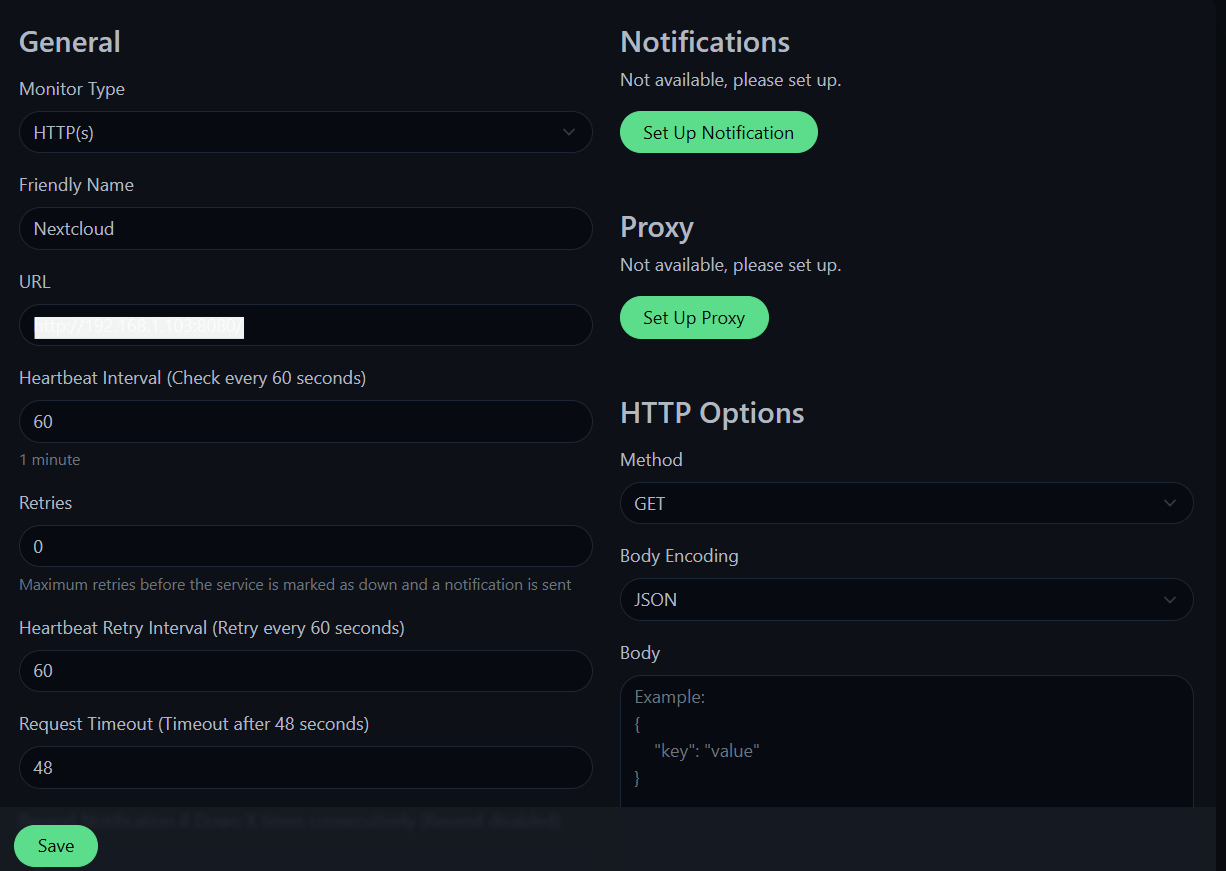 General
Monitor Type
HTTP(s)
Friendly Name
Nextcloud
URL
http://192.168.1.103:8080/
Heartbeat Interval (Check every 60 seconds)
60
1 minute
Retries
0
Maximum retries before the service is marked as down and a notification is sent
Heartbeat Retry Interval (Retry every 60 seconds)
60
Request Timeout (Timeout after 48 seconds)
48
Save
Notifications
Not available, please set up.
Set Up Notification
Proxy
Not available, please set up.
Set Up Proxy
HTTP Options
Method
GET
Body Encoding
JSON
Body
Example:
{
"key": "value"
}